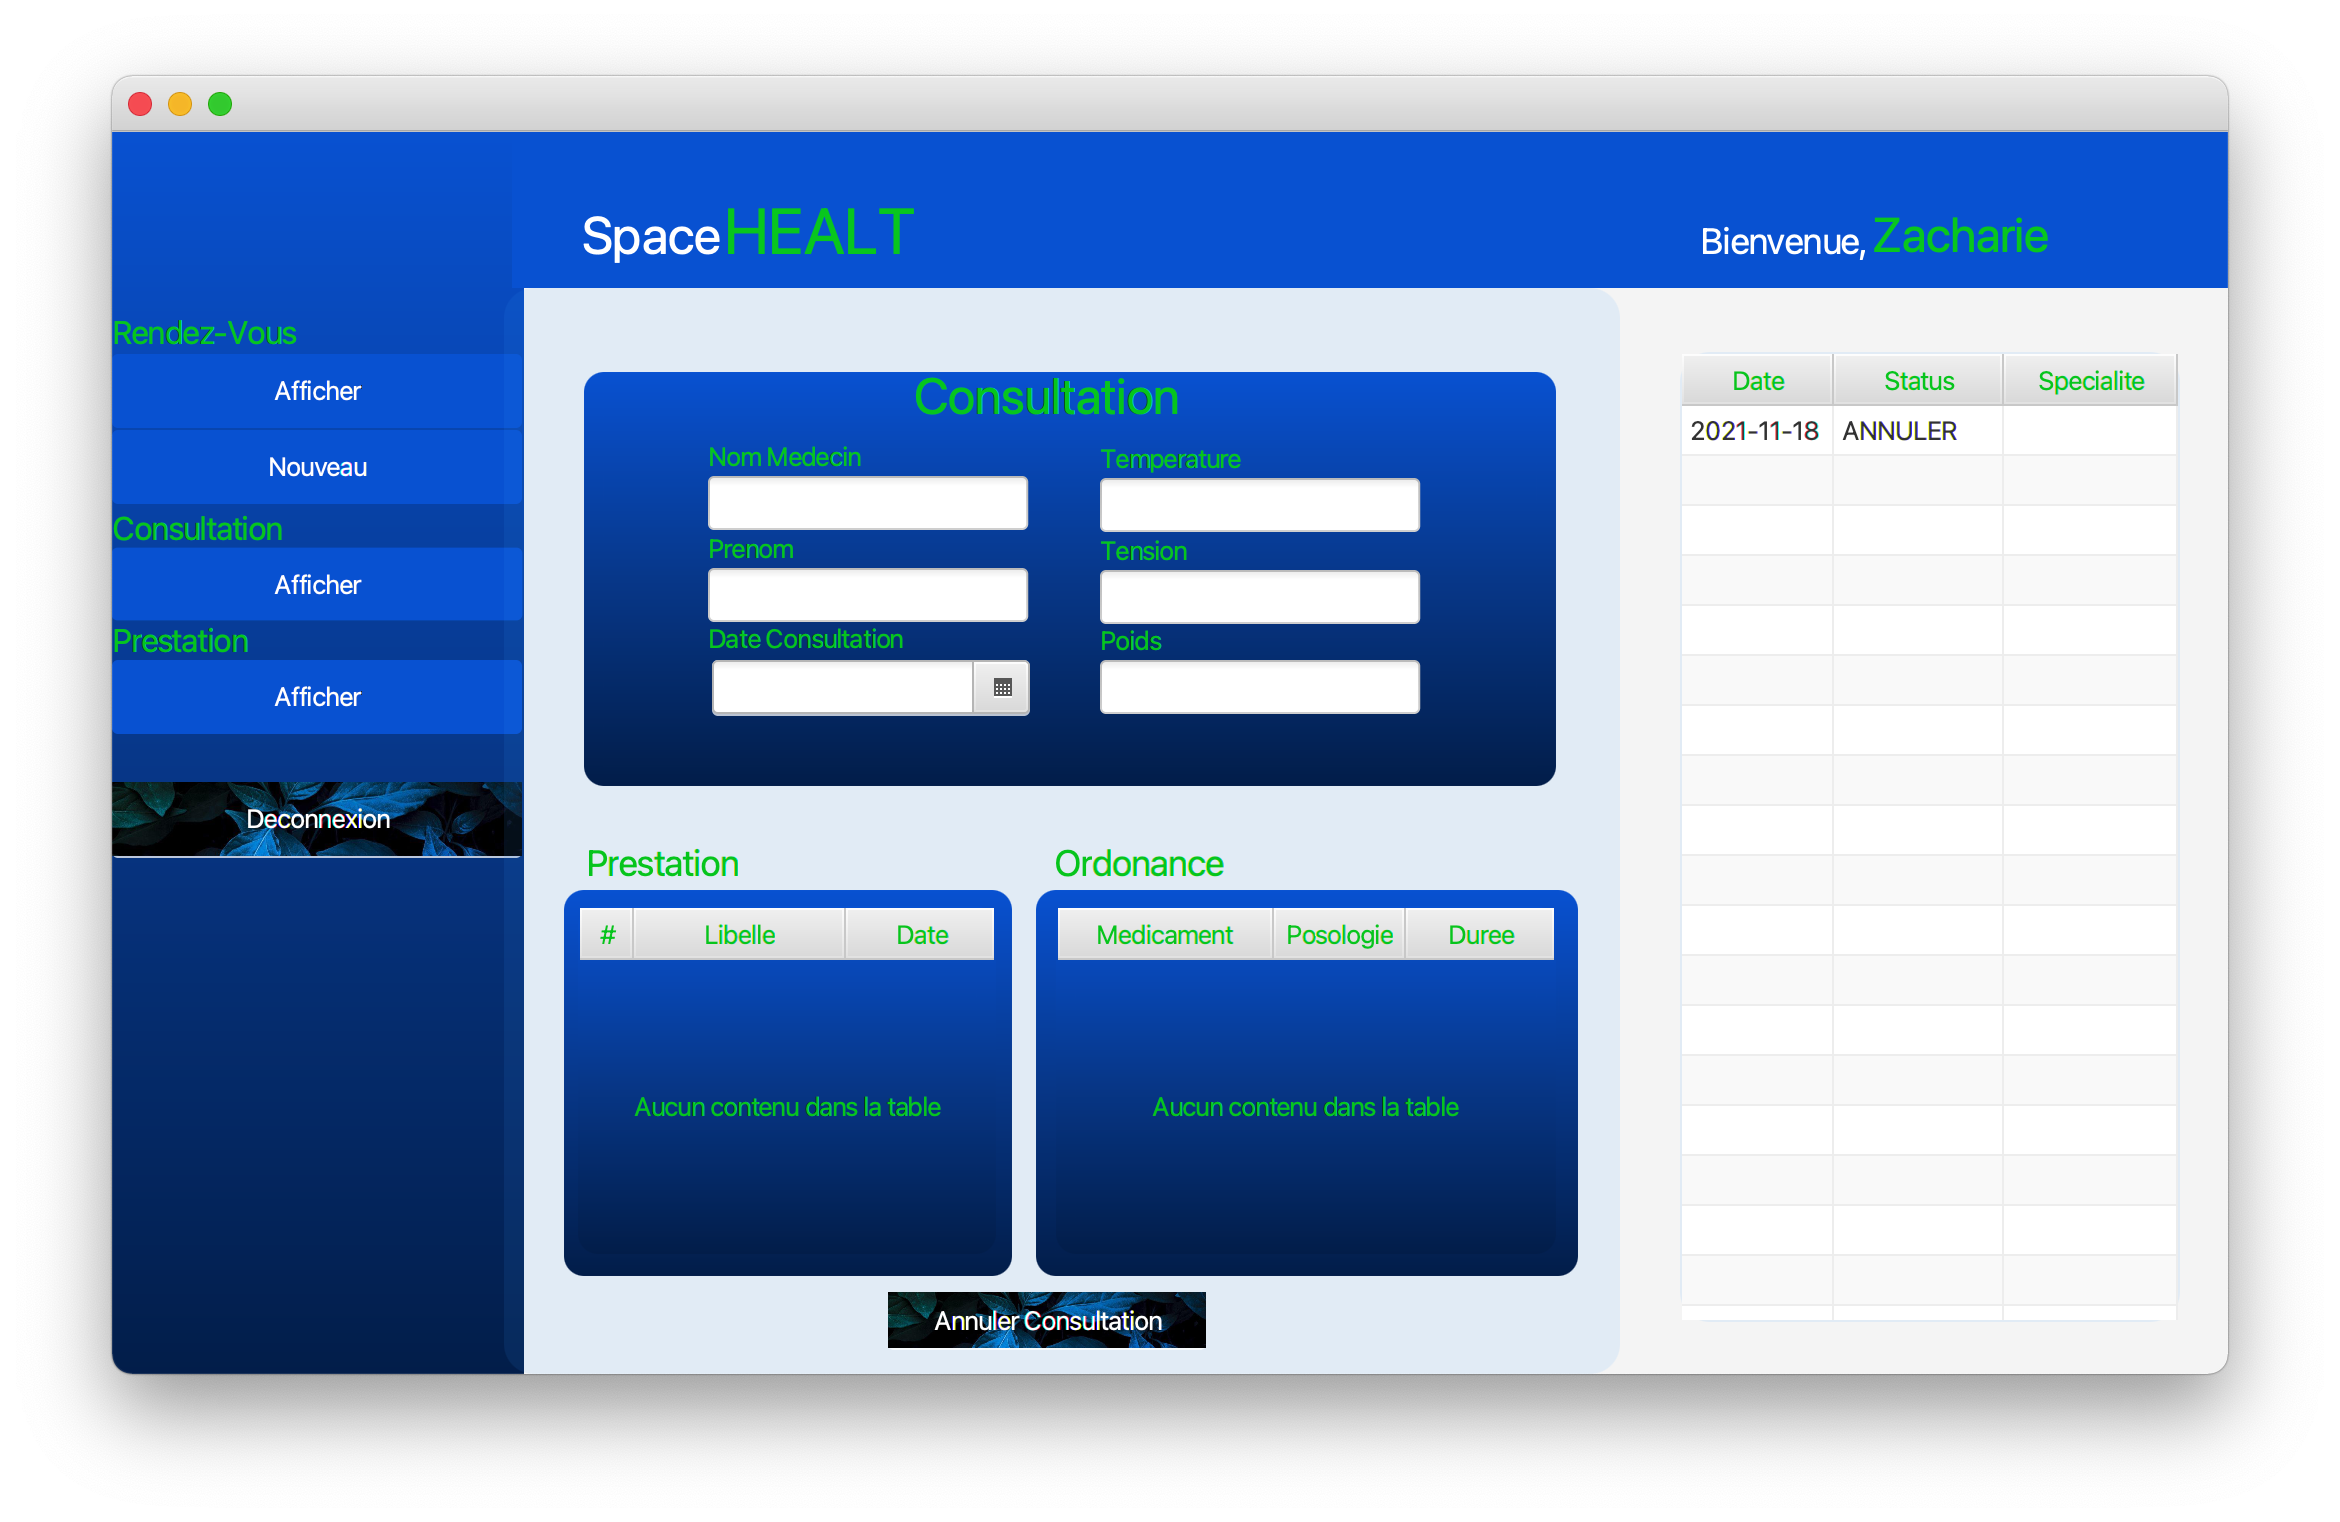 Space HEALT
Bienvenue, Zacharie
Rendez-Vous
Afficher
Nouveau
Consultation
Afficher
Prestation
Afficher
Deconnexion
Consultation
Nom Medecin
Temperature
Prenom
Tension
Date Consultation
Poids
Prestation
# Libelle Date
Aucun contenu dans la table
Ordonance
Medicament Posologie Duree
Aucun contenu dans la table
Annuler Consultation
Date Status Specialite
2021-11-18 ANNULER